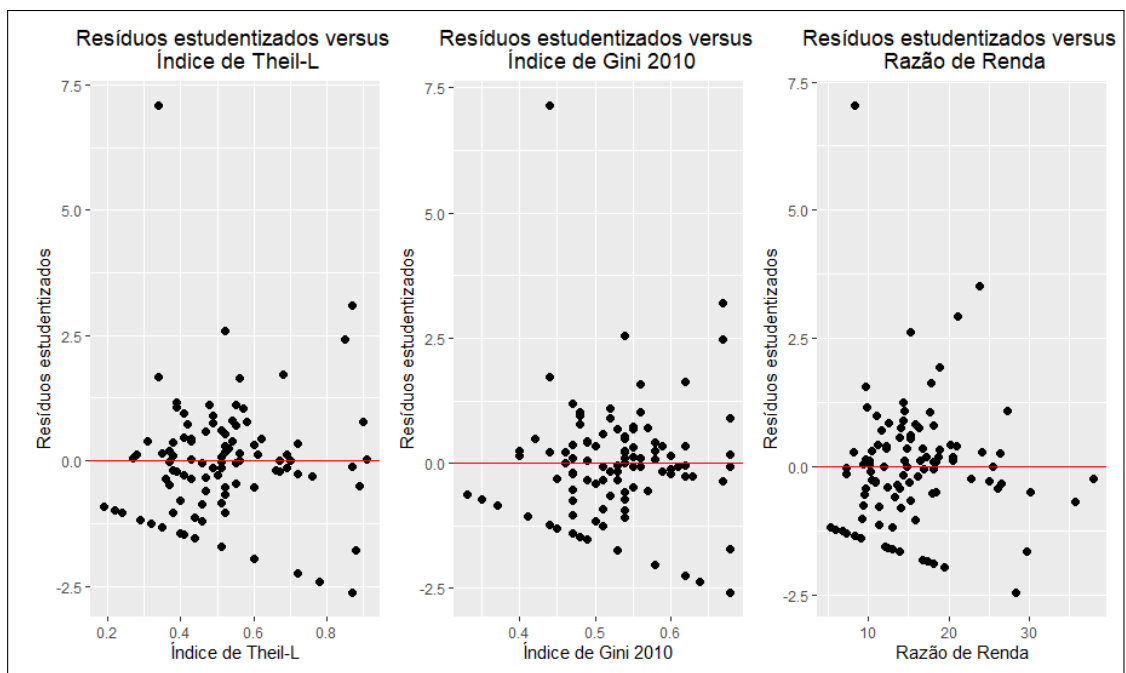 Resíduos estudentizados versus
Índice de Theil-L
Resíduos estudentizados
7.5
5.0
2.5
0.0
-2.5
0.2
0.4
0.6
0.8
Índice de Theil-L
Resíduos estudentizados versus
Índice de Gini 2010
Resíduos estudentizados
7.5
5.0
2.5
0.0
-2.5
0.4
0.5
0.6
Índice de Gini 2010
Resíduos estudentizados versus
Razão de Renda
Resíduos estudentizados
7.5
5.0
2.5
0.0
-2.5
10
20
30
Razão de Renda